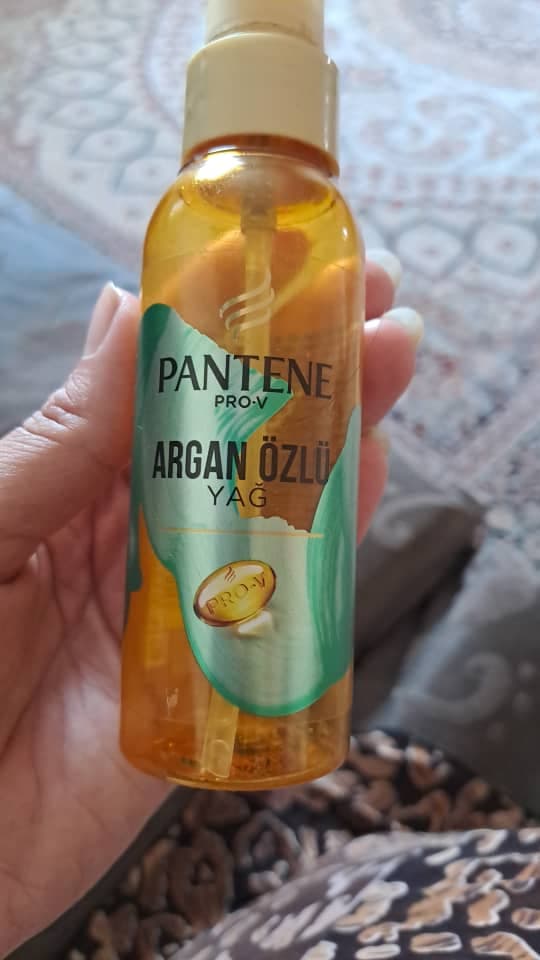 PANTENE
PRO-V
ARGAN ÖZLÜ
YAĞ
PRO-V